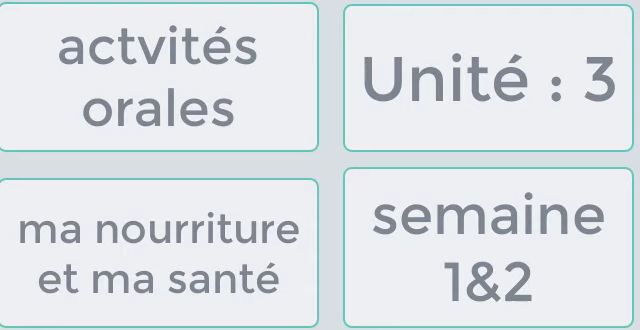 actvités
orales
Unité : 3
ma nourriture
et ma santé
semaine
1&2